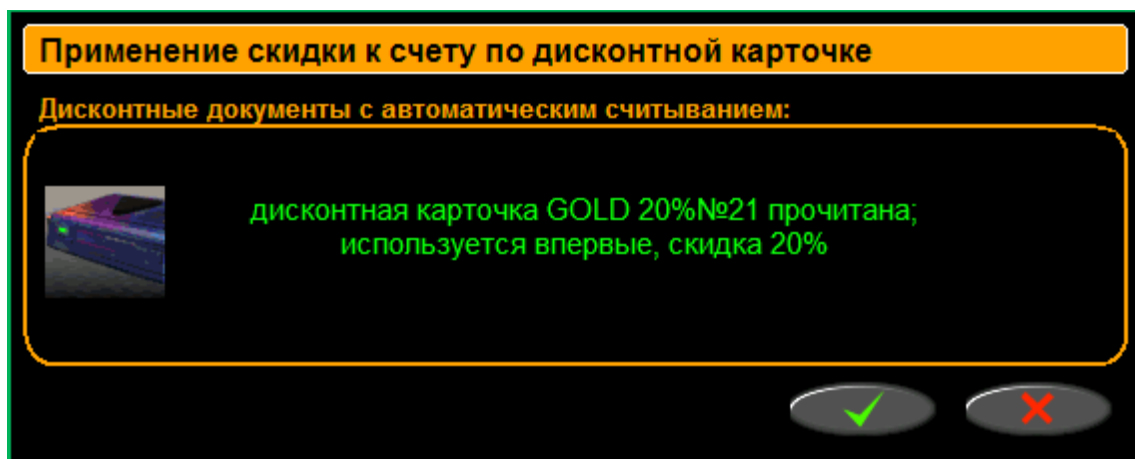 Применение скидки к счету по дисконтной карточке
Дисконтные документы с автоматическим считыванием:
дисконтная карточка GOLD 20%№21 прочитана;
используется впервые, скидка 20%